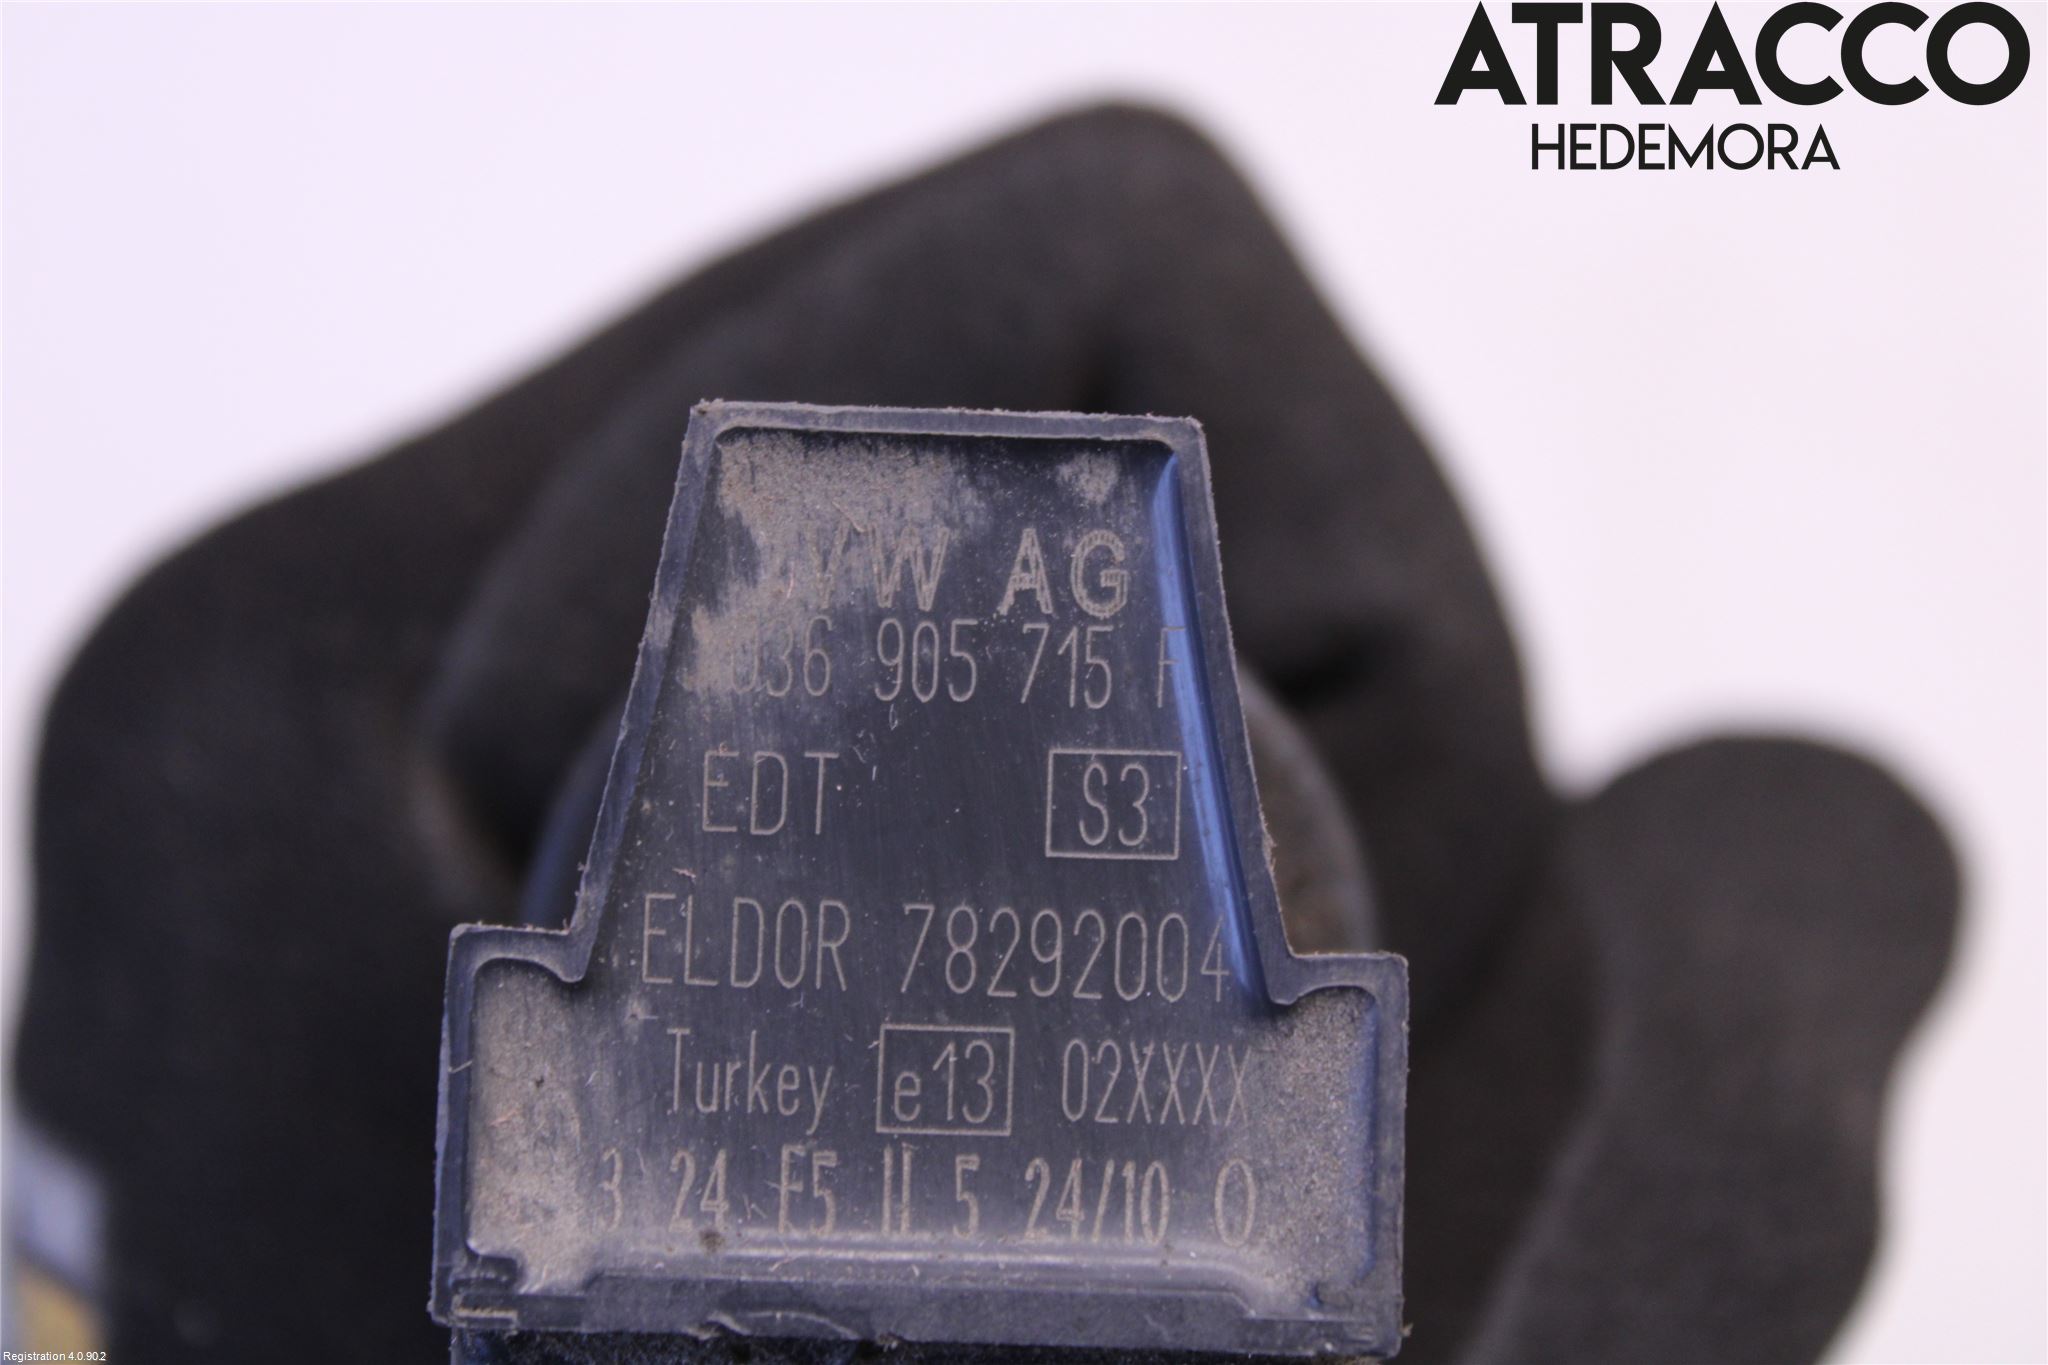 ATRACCO
HEDEMORA
VW AG
036 905 715 F
EDT S3
ELDOR 78292004
Turkey e13 02XXXX
3 24 F5 II 5 24/10 O
Registration 4.0.90.2